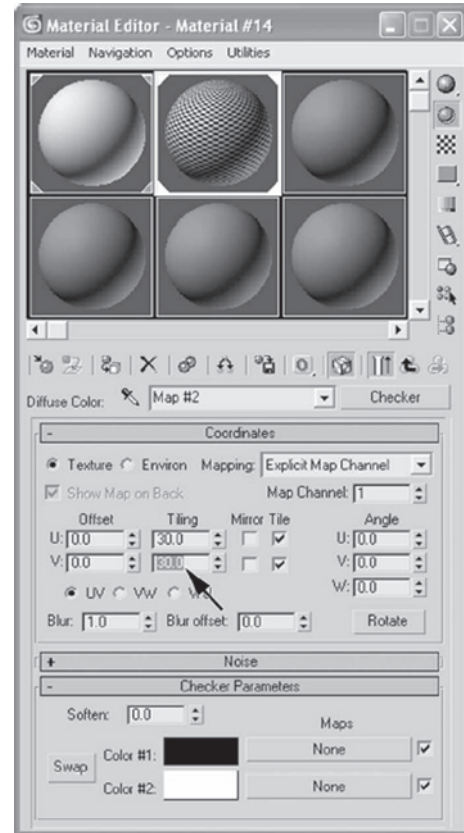 Material Editor - Material #14
Material Navigation Options Utilities
Diffuse Color: Map #2 Checker
- Coordinates
Texture Environ Mapping: Explicit Map Channel
Show Map on Back Map Channel: 1
Offset Tiling Mirror Tile Angle
U: 0.0 30.0 U: 0.0
V: 0.0 30.0 V: 0.0
UV VW W: 0.0
Blur: 1.0 Blur offset: 0.0 Rotate
+ Noise
- Checker Parameters
Soften: 0.0 Maps
Swap Color #1: None
Color #2: None